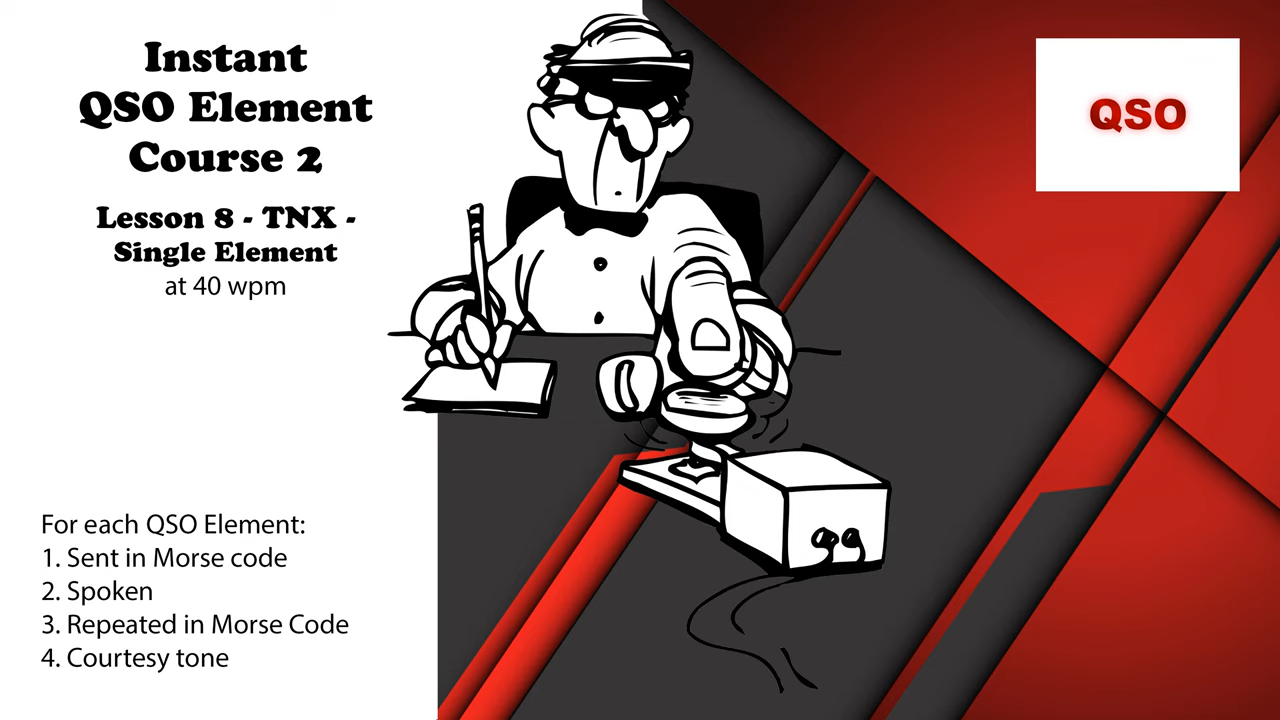 Instant
QSO Element
Course 2
Lesson 8 - TNX -
Single Element
at 40 wpm
QSO
For each QSO Element:
1. Sent in Morse code
2. Spoken
3. Repeated in Morse Code
4. Courtesy tone